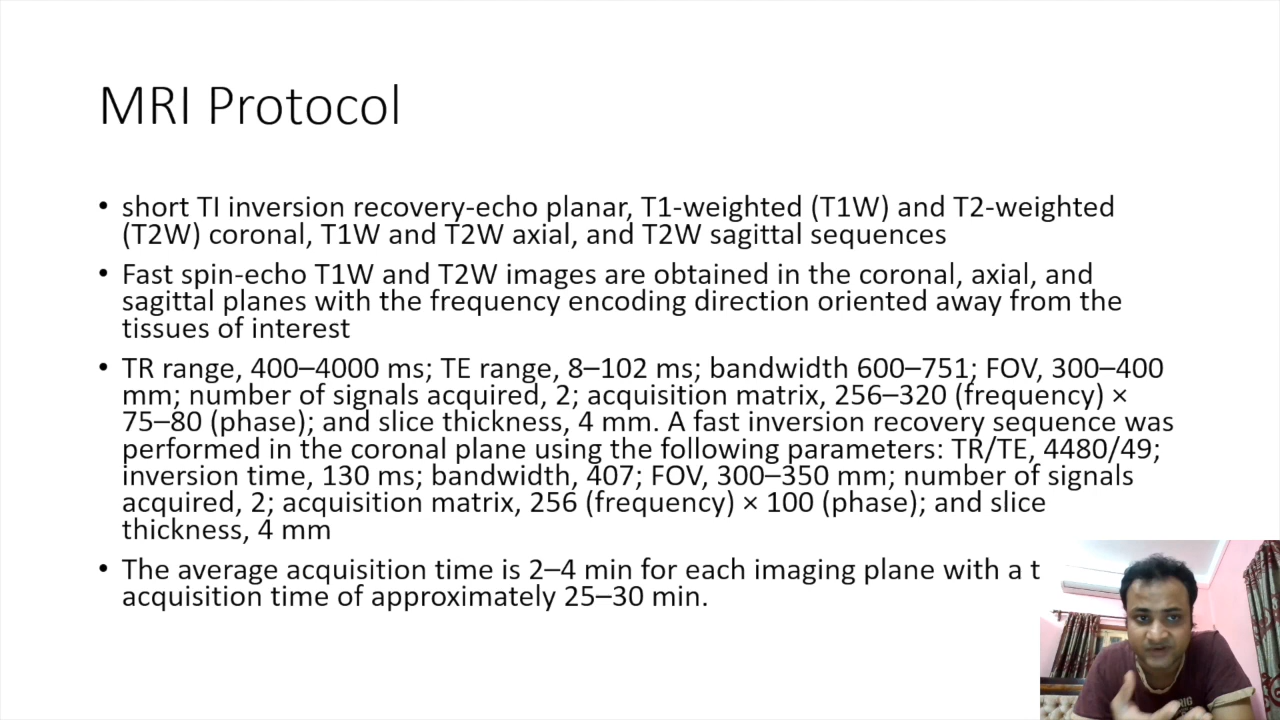 MRI Protocol
• short TI inversion recovery-echo planar, T1-weighted (T1W) and T2-weighted
(T2W) coronal, T1W and T2W axial, and T2W sagittal sequences
• Fast spin-echo T1W and T2W images are obtained in the coronal, axial, and
sagittal planes with the frequency encoding direction oriented away from the
tissues of interest
• TR range, 400–4000 ms; TE range, 8–102 ms; bandwidth 600–751; FOV, 300–400
mm; number of signals acquired, 2; acquisition matrix, 256–320 (frequency) ×
75–80 (phase); and slice thickness, 4 mm. A fast inversion recovery sequence was
performed in the coronal plane using the following parameters: TR/TE, 4480/49;
inversion time, 130 ms; bandwidth, 407; FOV, 300–350 mm; number of signals
acquired, 2; acquisition matrix, 256 (frequency) × 100 (phase); and slice
thickness, 4 mm
• The average acquisition time is 2–4 min for each imaging plane with a t
acquisition time of approximately 25–30 min.